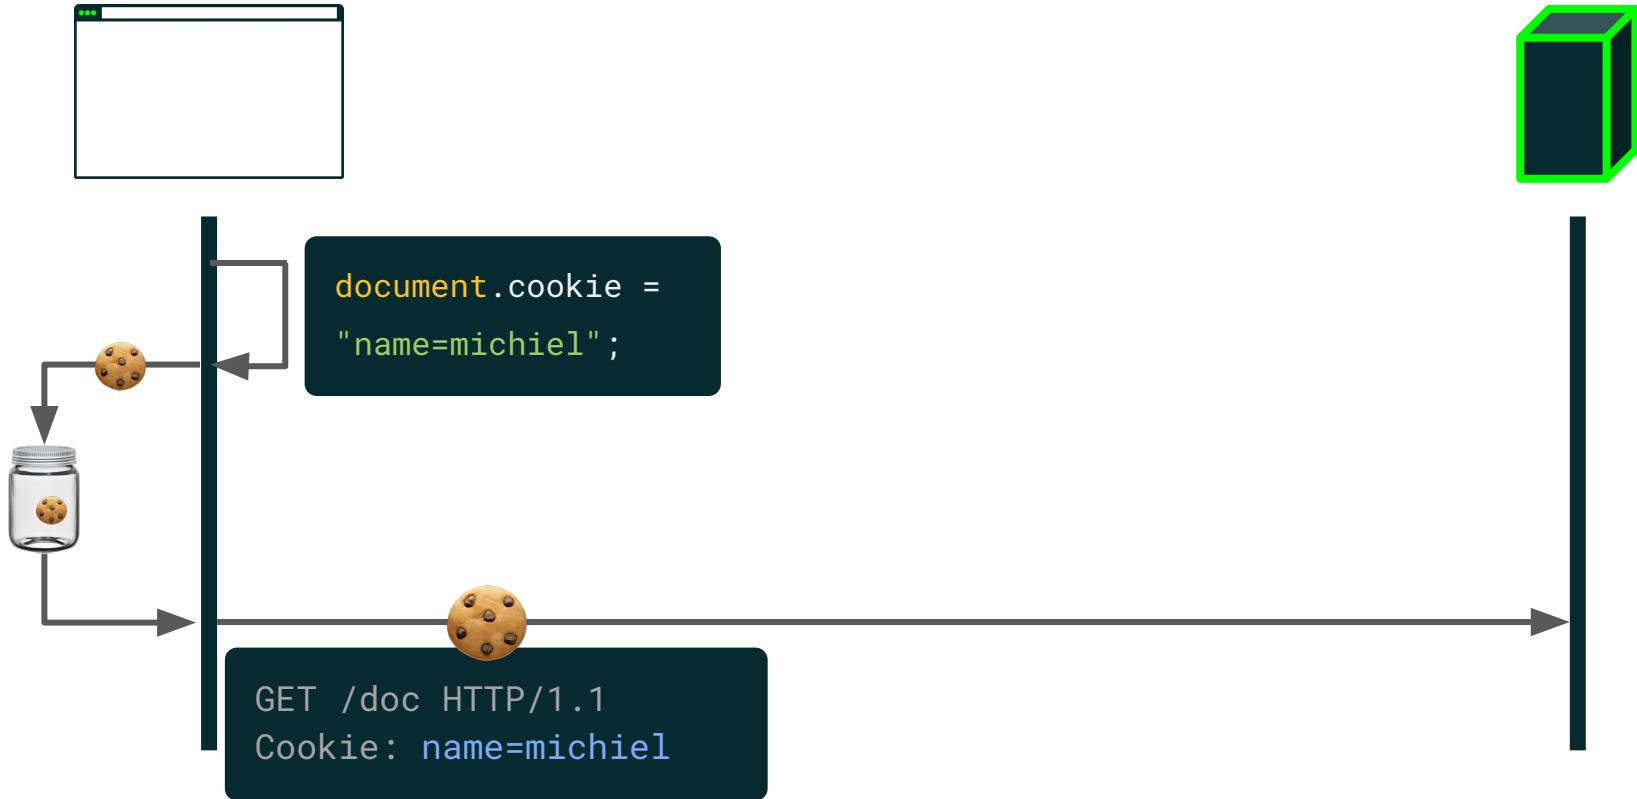 document.cookie =
"name=michiel";
GET /doc HTTP/1.1
Cookie: name=michiel